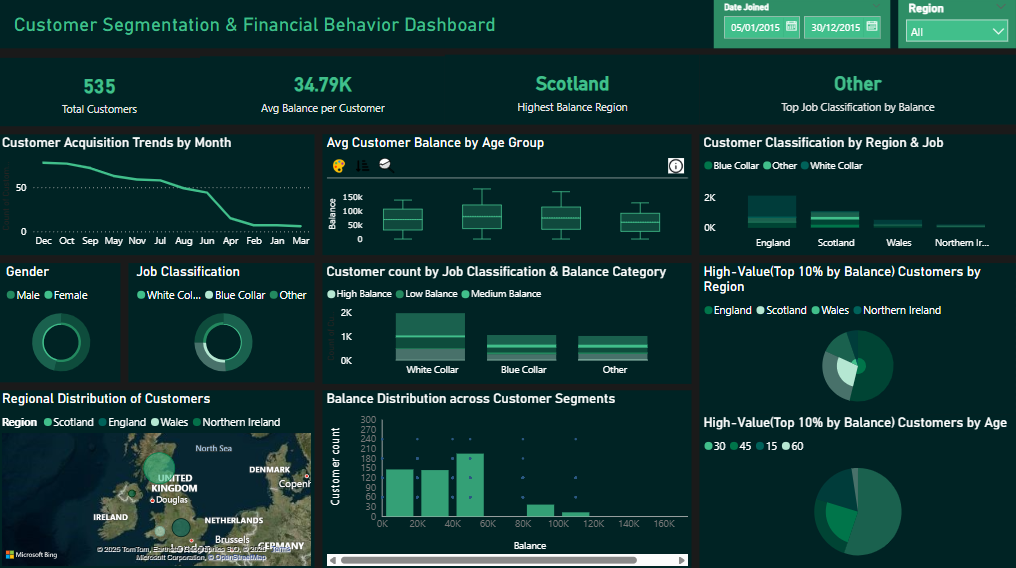 Customer Segmentation & Financial Behavior Dashboard
Date Joined
05/01/2015 30/12/2015
Region
All
535
Total Customers
34.79K
Avg Balance per Customer
Scotland
Highest Balance Region
Other
Top Job Classification by Balance
Customer Acquisition Trends by Month
50
0
Dec Oct Sep May Nov Jul Aug Jun Apr Feb Jan Mar
Avg Customer Balance by Age Group
Balance
150k
100k
50k
0
Customer Classification by Region & Job
Blue Collar Other White Collar
2K
0K
England Scotland Wales Northern Ir...
Gender
Male Female
Job Classification
White Col... Blue Collar Other
Customer count by Job Classification & Balance Category
High Balance Low Balance Medium Balance
2K
1K
0K
White Collar Blue Collar Other
High-Value(Top 10% by Balance) Customers by
Region
England Scotland Wales Northern Ireland
Regional Distribution of Customers
Region Scotland England Wales Northern Ireland
North Sea
DENMARK
Copenh
UNITED
KINGDOM
Douglas
IRELAND
NETHERLANDS
Brussels
GERMANY
Microsoft Bing
Microsoft Corporation, © OpenStreetMap
Balance Distribution across Customer Segments
Customer count
300
270
240
210
180
150
120
90
60
30
0
0K 20K 40K 60K 80K 100K 120K 140K 160K
Balance
High-Value(Top 10% by Balance) Customers by Age
30 45 15 60